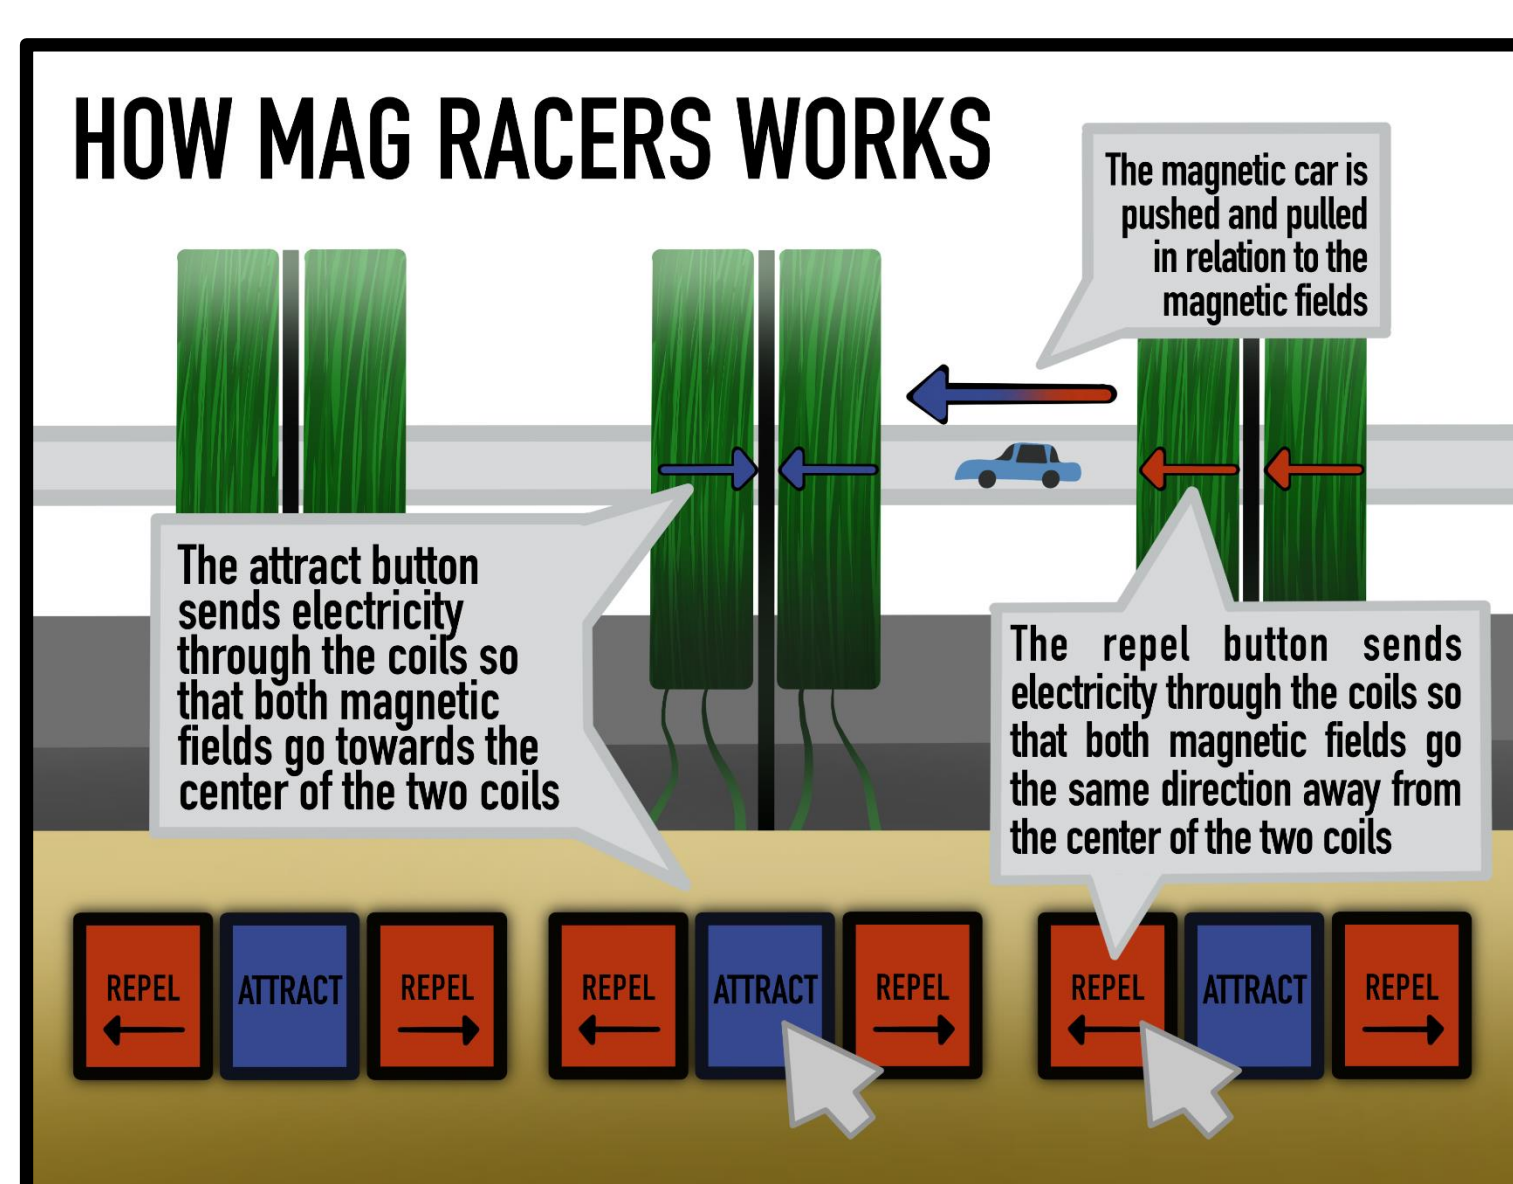 HOW MAG RACERS WORKS
The magnetic car is
pushed and pulled
in relation to the
magnetic fields
The attract button
sends electricity
through the coils so
that both magnetic
fields go towards the
center of the two coils
The repel button sends
electricity through the coils so
that both magnetic fields go
the same direction away from
the center of the two coils
REPEL ATTRACT REPEL REPEL ATTRACT REPEL REPEL ATTRACT REPEL